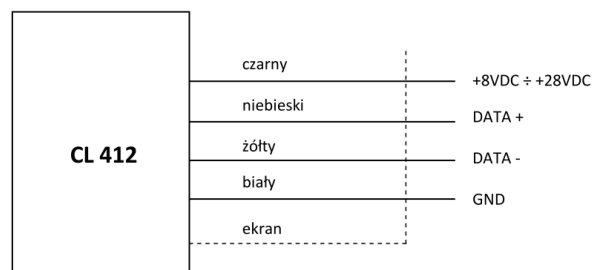 czarny
+8VDC ÷ +28VDC
niebieski
DATA +
żółty
CL 412
DATA -
biały
GND
ekran